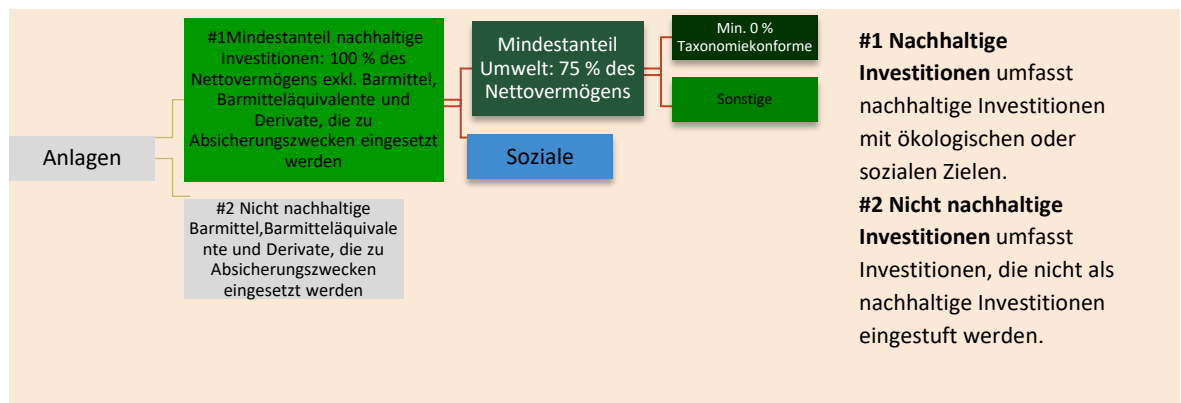 Anlagen
#1Mindestanteil nachhaltige
Investitionen: 100 % des
Nettovermögens exkl. Barmittel,
Barmitteläquivalente und
Derivate, die zu
Absicherungszwecken eingesetzt
werden
#2 Nicht nachhaltige
Barmittel,Barmitteläquivale
nte und Derivate, die zu
Absicherungszwecken
eingesetzt werden
Mindestanteil
Umwelt: 75 % des
Nettovermögens
Soziale
Min. 0 %
Taxonomiekonforme
Sonstige
#1 Nachhaltige
Investitionen umfasst
nachhaltige Investitionen
mit ökologischen oder
sozialen Zielen.
#2 Nicht nachhaltige
Investitionen umfasst
Investitionen, die nicht als
nachhaltige Investitionen
eingestuft werden.